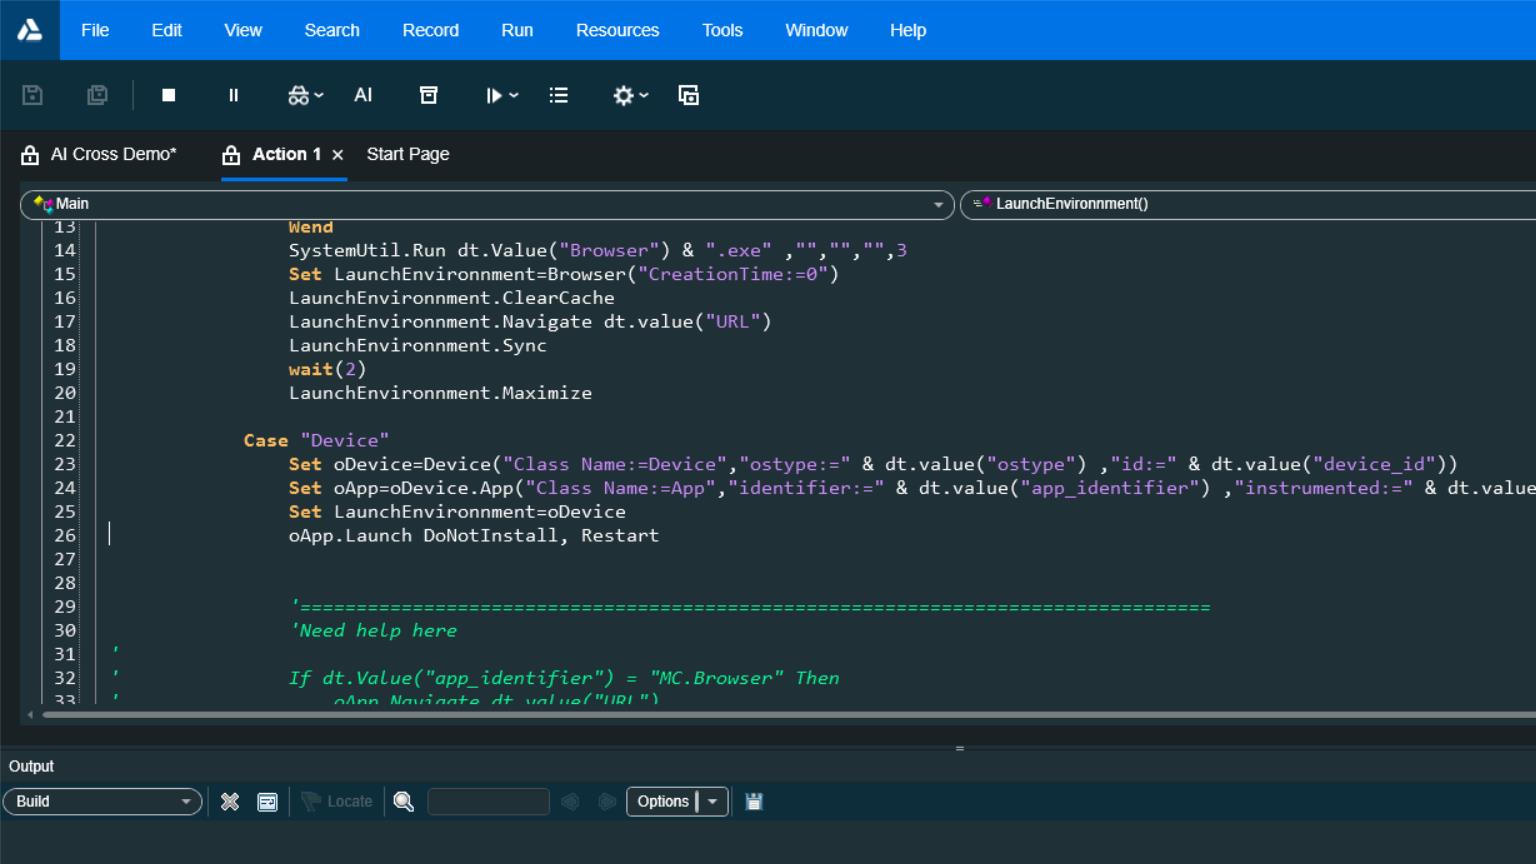 File Edit View Search Record Run Resources Tools Window Help
AI
AI Cross Demo* Action 1 × Start Page
Main LaunchEnvironnment()
13 Wend
14 SystemUtil.Run dt.Value("Browser") & ".exe" ,"","","",3
15 Set LaunchEnvironnment=Browser("CreationTime:=0")
16 LaunchEnvironnment.ClearCache
17 LaunchEnvironnment.Navigate dt.value("URL")
18 LaunchEnvironnment.Sync
19 wait(2)
20 LaunchEnvironnment.Maximize
21
22 Case "Device"
23 Set oDevice=Device("Class Name:=Device","ostype:=" & dt.value("ostype") ,"id:=" & dt.value("device_id"))
24 Set oApp=oDevice.App("Class Name:=App","identifier:=" & dt.value("app_identifier") ,"instrumented:=" & dt.value
25 Set LaunchEnvironnment=oDevice
26 oApp.Launch DoNotInstall, Restart
27
28
29 '=================================================================================
30 'Need help here
31 '
32 ' If dt.Value("app_identifier") = "MC.Browser" Then
33 ' oApp.Navigate dt.value("URL")
Output
Build Locate Options